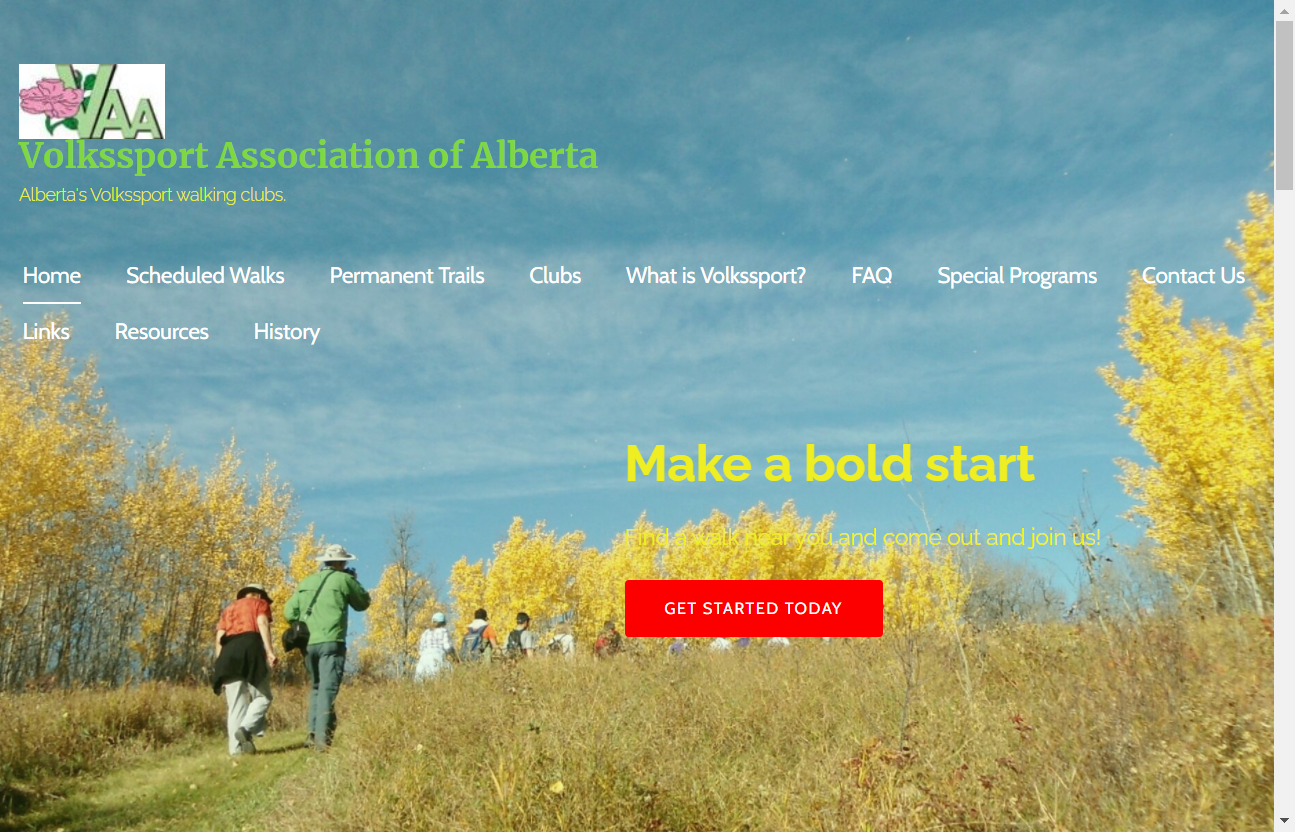 VAA
Volkssport Association of Alberta
Alberta's Volkssport walking clubs.
Home Scheduled Walks Permanent Trails Clubs What is Volkssport? FAQ Special Programs Contact Us
Links Resources History
Make a bold start
Find a walk near you and come out and join us!
GET STARTED TODAY